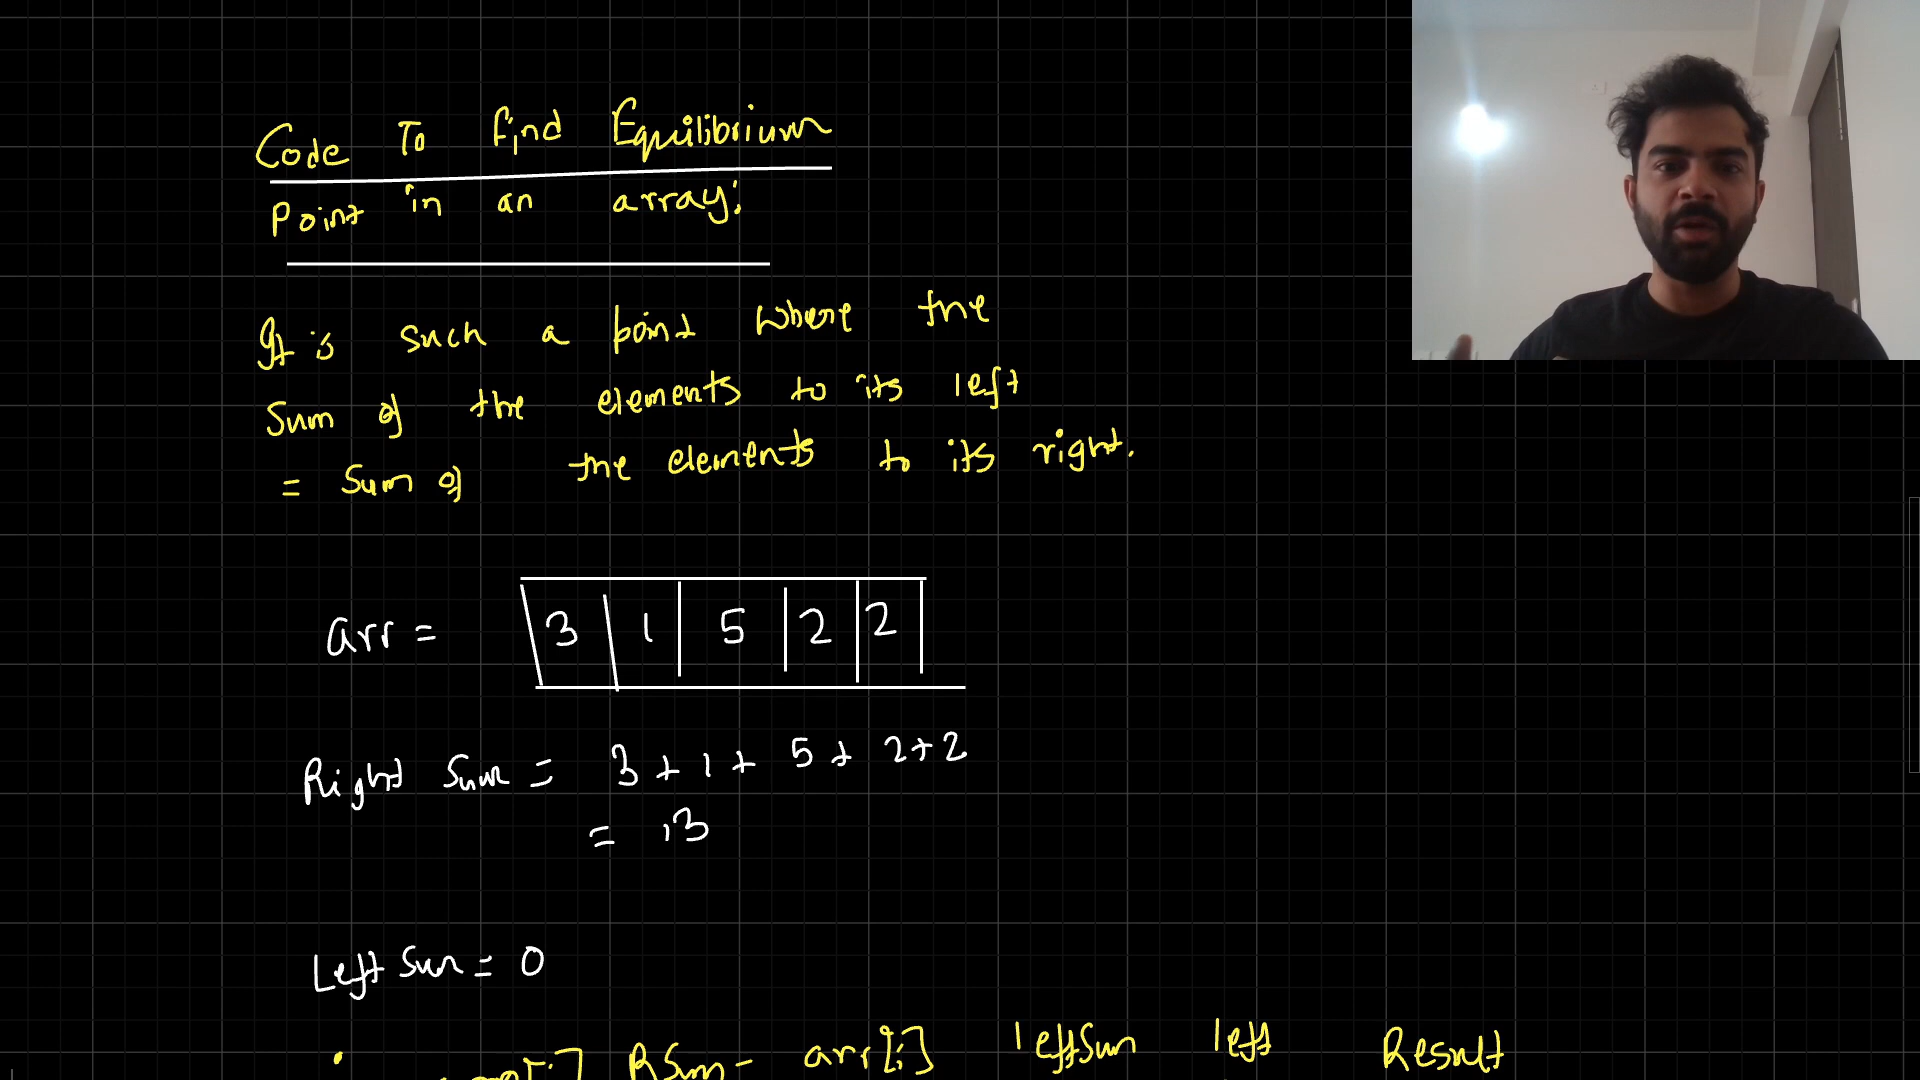 Code To find Equilibrium
Point in an array:
It is such a point where the
Sum of the elements to its left
= Sum of the elements to its right.
arr = 3 1 5 2 2
Right Sum = 3 + 1 + 5 + 2 + 2
= 13
Left Sum = 0
RSum - arr[i] leftSum left Result